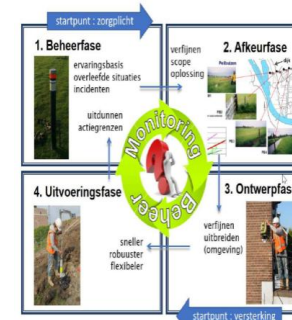 startpunt : zorgplicht
1. Beheerfase
ervaringsbasis
overleefde situaties
incidenten
uitdunnen
actiegrenzen
verfijnen
scope
oplossing
2. Afkeurfase
Monitoring
Beheer
4. Uitvoeringsfase
sneller
robuuster
flexibeler
3. Ontwerpfas
verfijnen
uitbreiden
(omgeving)
startpunt : versterking